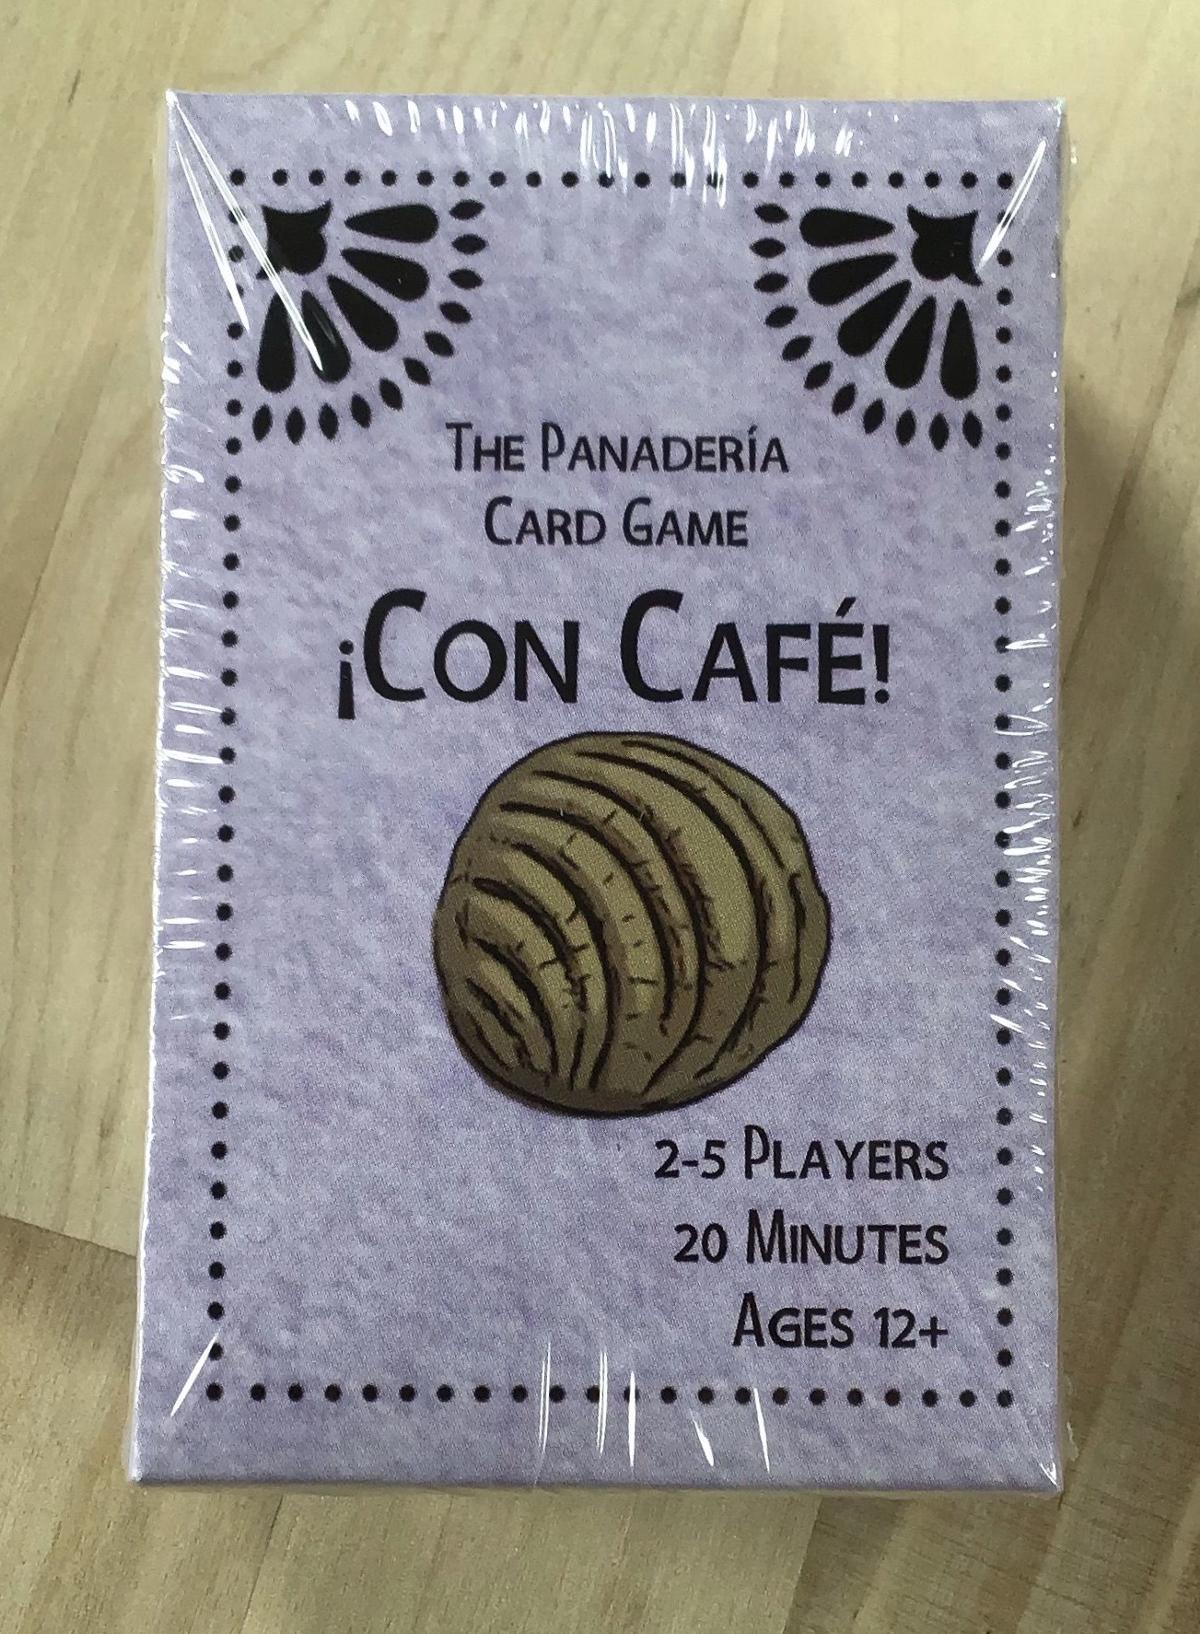 The Panadería
Card Game
¡Con Café!
2-5 Players
20 Minutes
Ages 12+